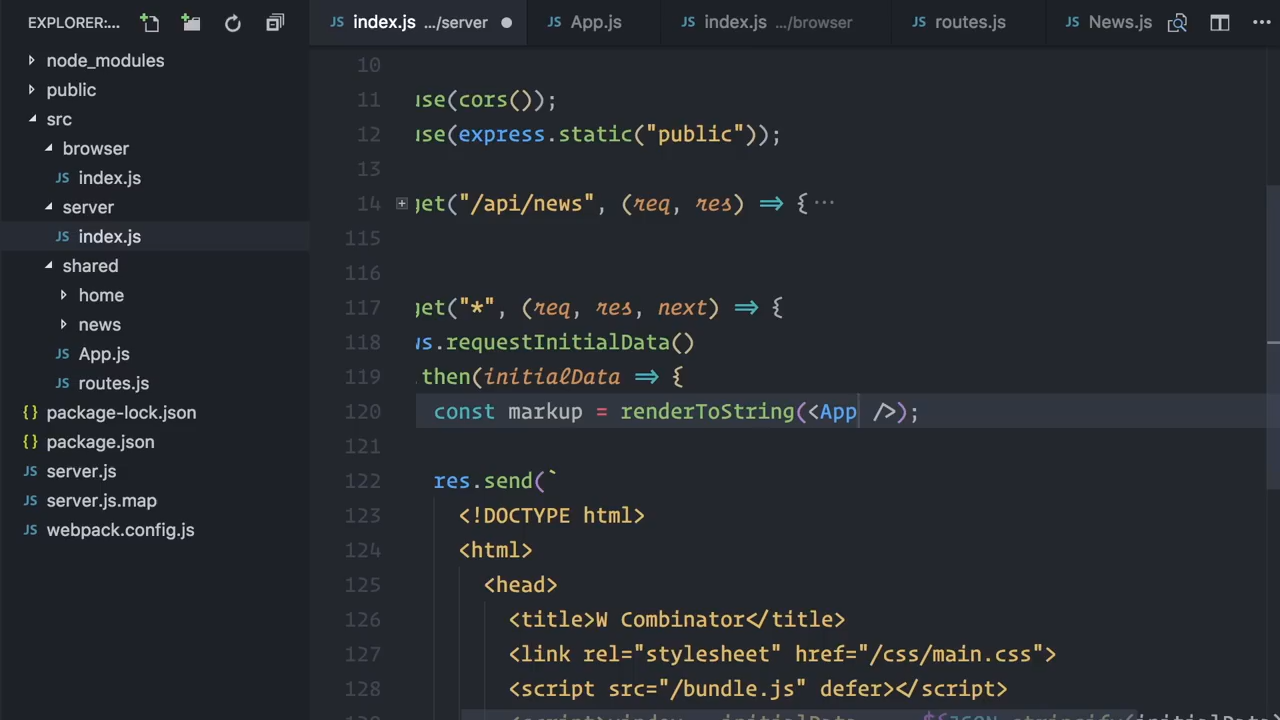 EXPLORER:...
JS index.js .../server
JS App.js
JS index.js .../browser
JS routes.js
JS News.js
node_modules
public
src
browser
JS index.js
server
JS index.js
shared
home
news
JS App.js
JS routes.js
{} package-lock.json
{} package.json
JS server.js
JS server.js.map
JS webpack.config.js
10
11 use(cors());
12 use(express.static("public"));
13
14 get("/api/news", (req, res) => {...
115
116
117 get("*", (req, res, next) => {
118 s.requestInitialData()
119 .then(initialData => {
120 const markup = renderToString(<App />);
121
122 res.send(`
123 <!DOCTYPE html>
124 <html>
125 <head>
126 <title>W Combinator</title>
127 <link rel="stylesheet" href="/css/main.css">
128 <script src="/bundle.js" defer></script>